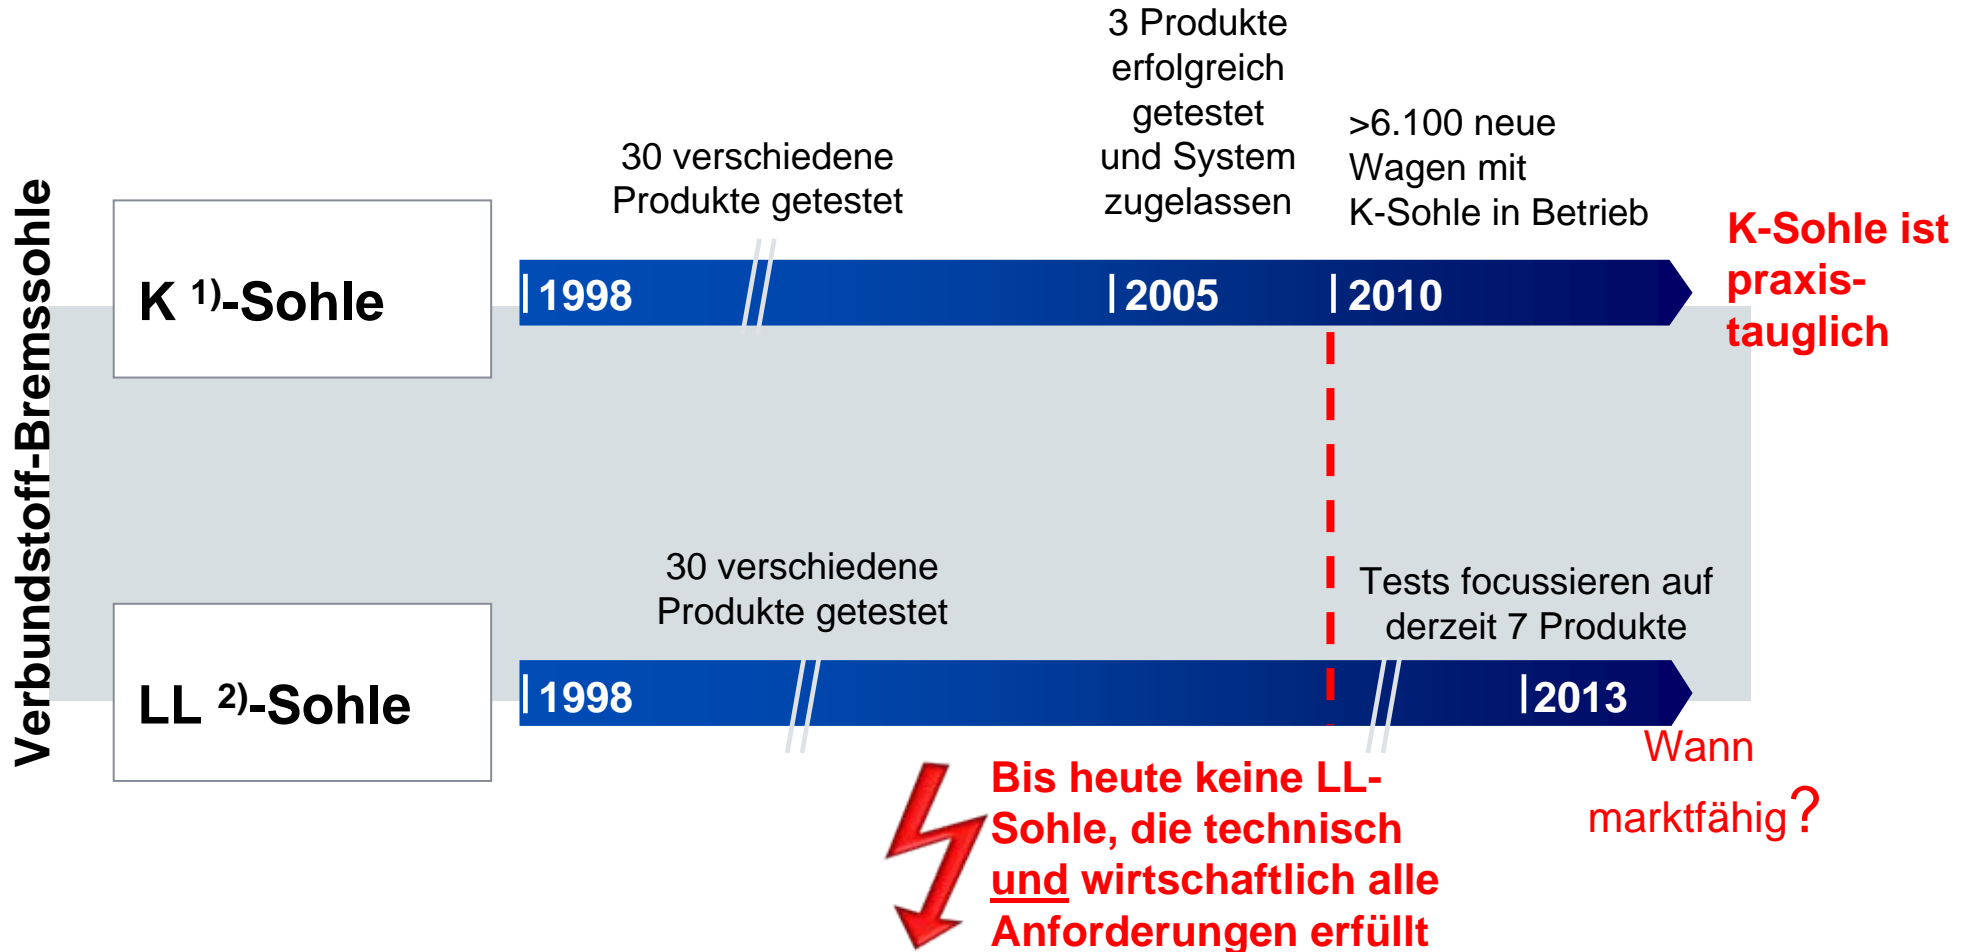 Verbundstoff-Bremssohle
3 Produkte
erfolgreich
getestet
und System
zugelassen
30 verschiedene
Produkte getestet
>6.100 neue
Wagen mit
K-Sohle in Betrieb
K 1)-Sohle
1998
2005
2010
K-Sohle ist
praxis-
tauglich
30 verschiedene
Produkte getestet
Tests focussieren auf
derzeit 7 Produkte
LL 2)-Sohle
1998
2013
Wann
marktfähig?
Bis heute keine LL-
Sohle, die technisch
und wirtschaftlich alle
Anforderungen erfüllt